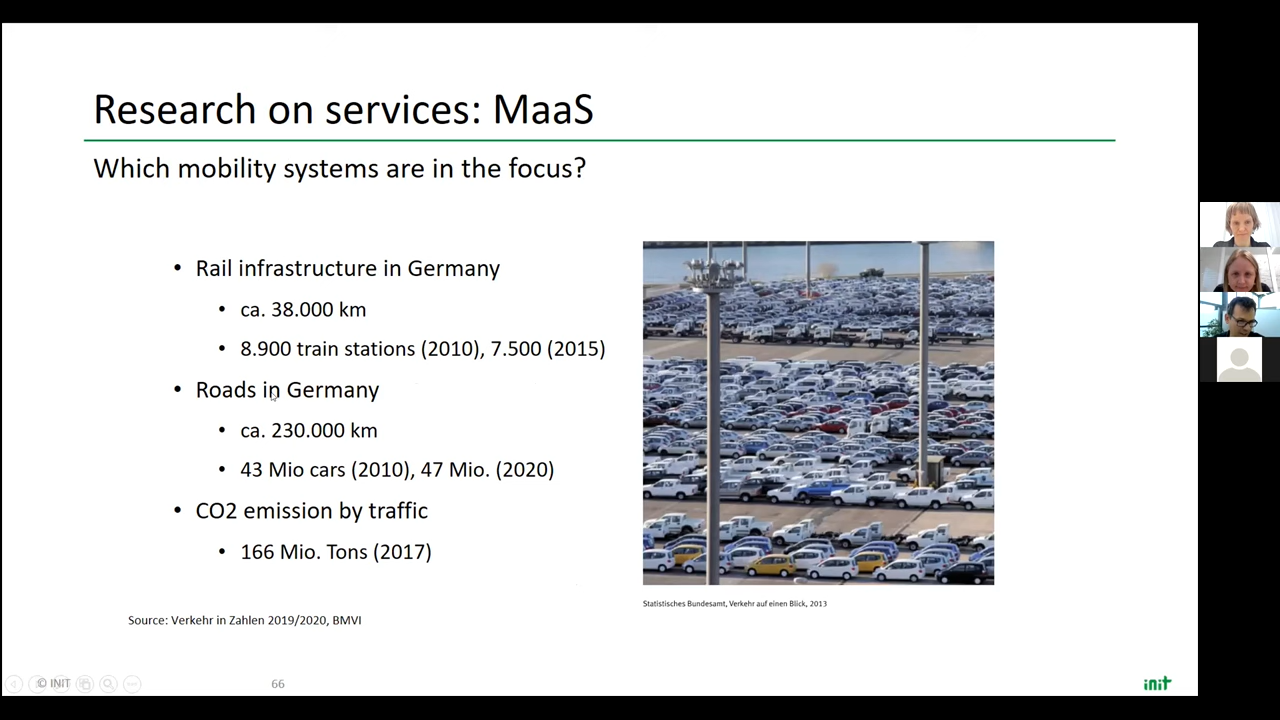 Research on services: MaaS
Which mobility systems are in the focus?
• Rail infrastructure in Germany
• ca. 38.000 km
• 8.900 train stations (2010), 7.500 (2015)
• Roads in Germany
• ca. 230.000 km
• 43 Mio cars (2010), 47 Mio. (2020)
• CO2 emission by traffic
• 166 Mio. Tons (2017)
Statistisches Bundesamt, Verkehr auf einen Blick, 2013
Source: Verkehr in Zahlen 2019/2020, BMVI
© INIT
66
init